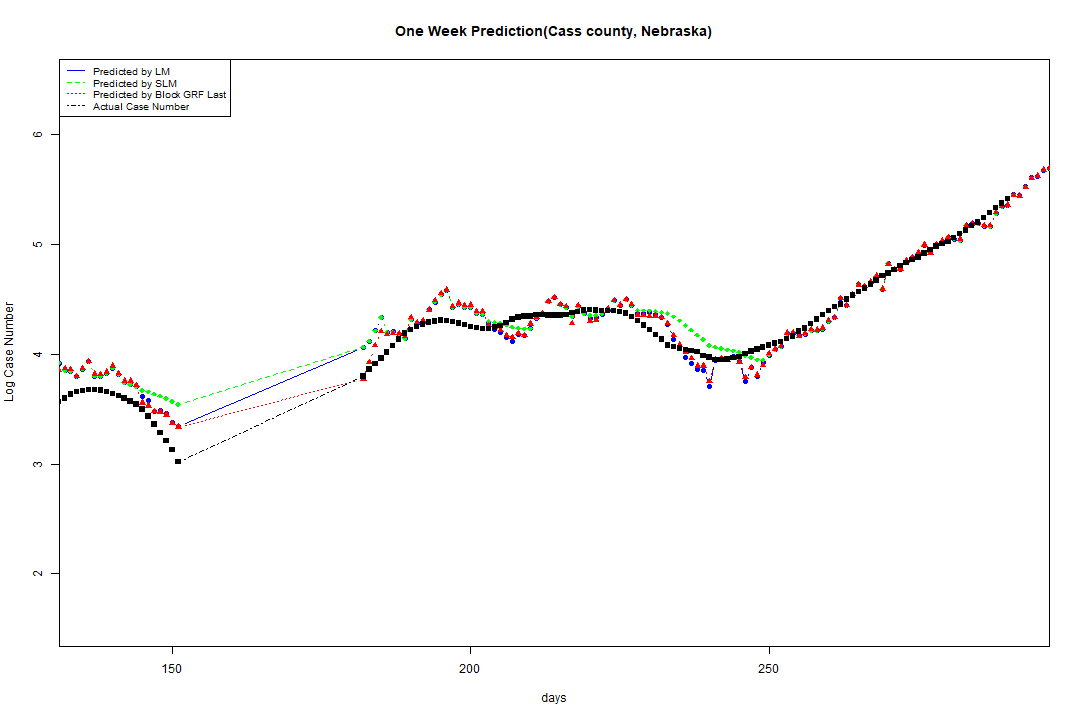 One Week Prediction(Cass county, Nebraska)
Predicted by LM
Predicted by SLM
Predicted by Block GRF Last
Actual Case Number
6
5
4
3
2
Log Case Number
150
200
250
days